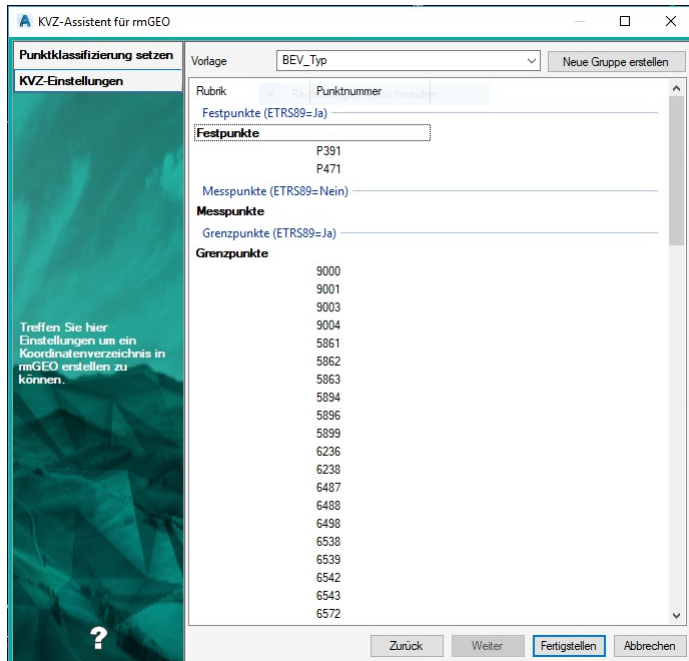 KVZ-Assistent für rmGEO
Punktklassifizierung setzen
KVZ-Einstellungen
Treffen Sie hier
Einstellungen um ein
Koordinatenverzeichnis in
rmGEO erstellen zu
können.
?
Vorlage BEV_Typ Neue Gruppe erstellen
Rubrik Punktnummer
Festpunkte (ETRS89=Ja)
Festpunkte
P391
P471
Messpunkte (ETRS89=Nein)
Messpunkte
Grenzpunkte (ETRS89=Ja)
Grenzpunkte
9000
9001
9003
9004
5861
5862
5863
5894
5896
5899
6236
6238
6487
6488
6498
6538
6539
6542
6543
6572
Zurück Weiter Fertigstellen Abbrechen